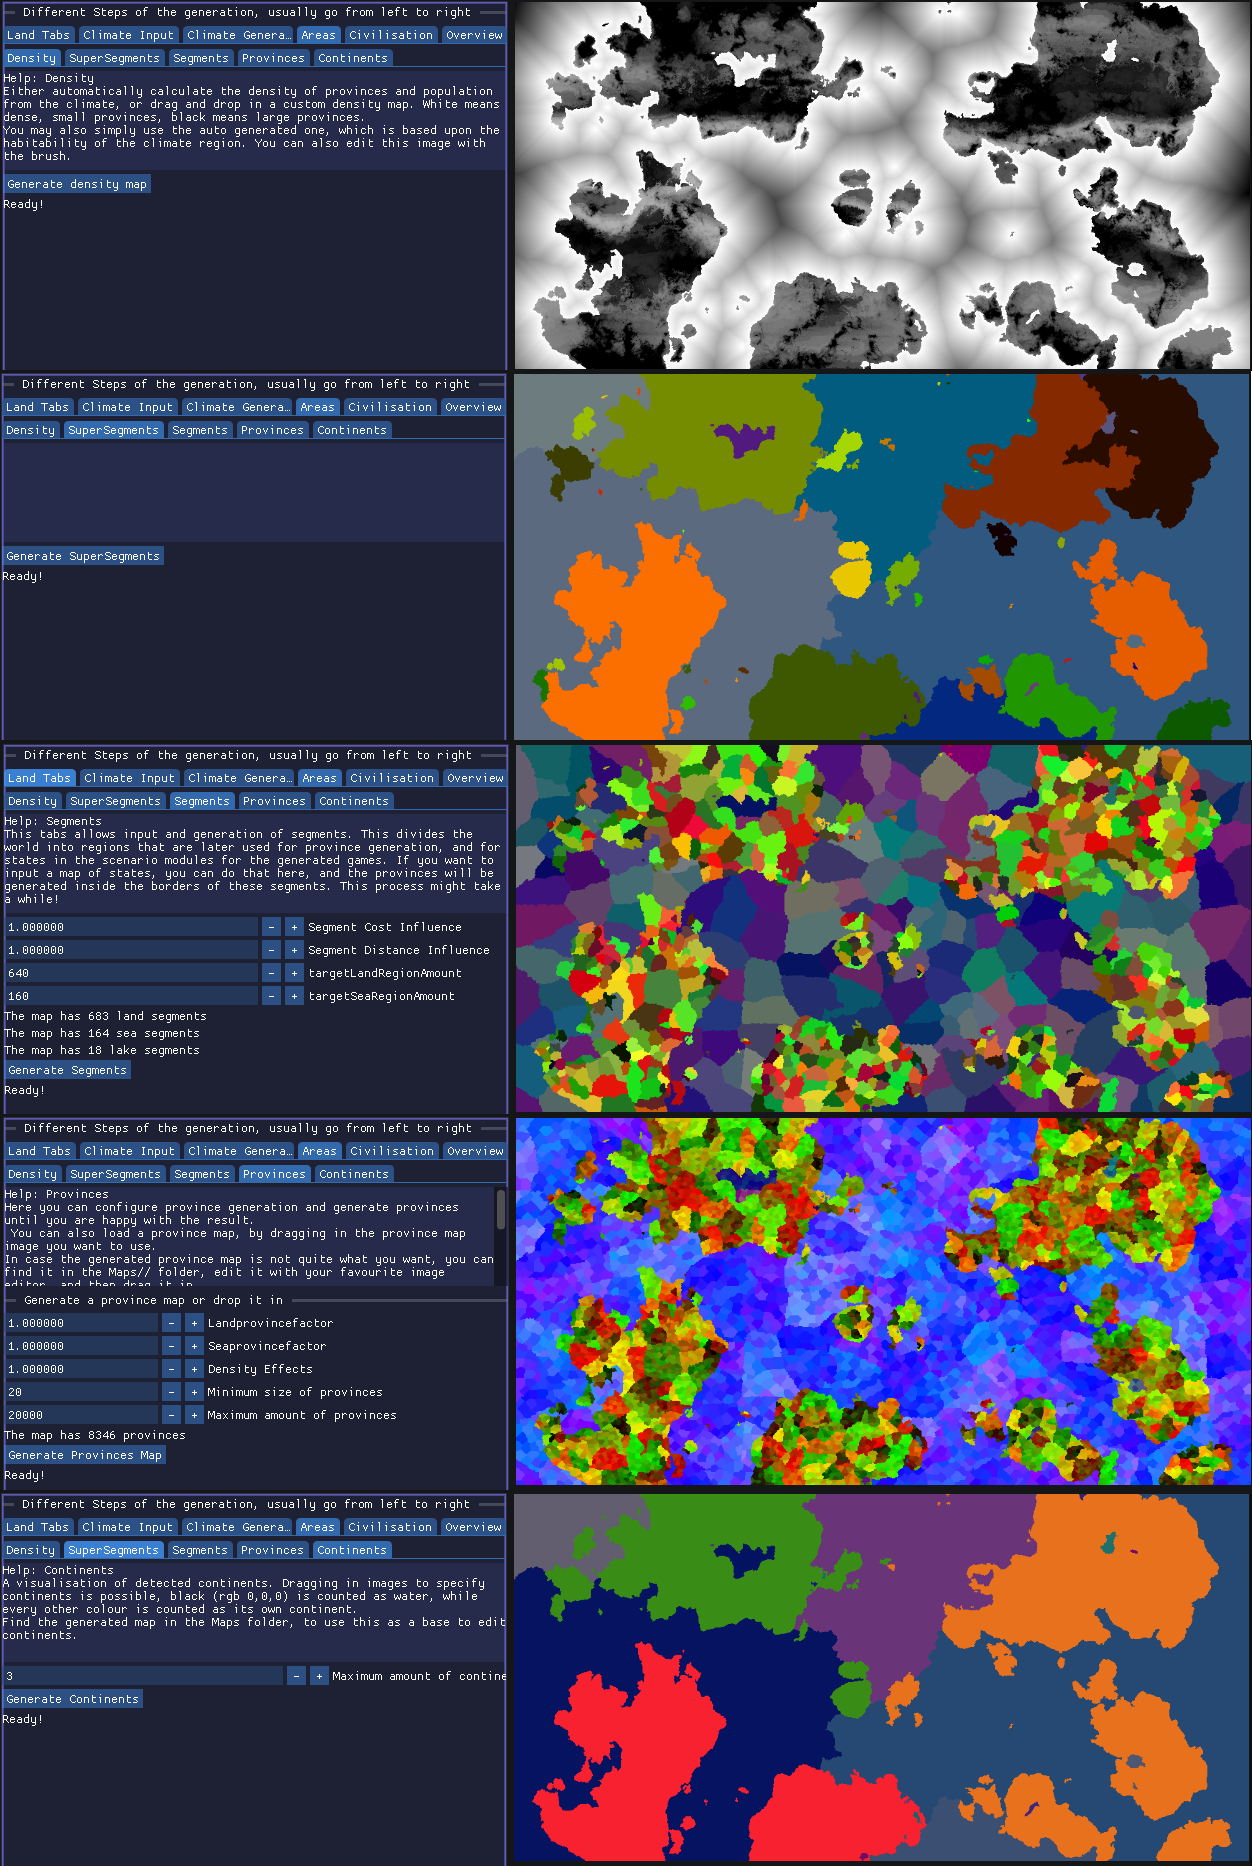 Different Steps of the generation, usually go from left to right
Land Tabs Climate Input Climate Genera… Areas Civilisation Overview
Density SuperSegments Segments Provinces Continents
Help: Density
Either automatically calculate the density of provinces and population
from the climate, or drag and drop in a custom density map. White means
dense, small provinces, black means large provinces.
You may also simply use the auto generated one, which is based upon the
habitability of the climate region. You can also edit this image with
the brush.
Generate density map
Ready!
Different Steps of the generation, usually go from left to right
Land Tabs Climate Input Climate Genera… Areas Civilisation Overview
Density SuperSegments Segments Provinces Continents
Generate SuperSegments
Ready!
Different Steps of the generation, usually go from left to right
Land Tabs Climate Input Climate Genera… Areas Civilisation Overview
Density SuperSegments Segments Provinces Continents
Help: Segments
This tabs allows input and generation of segments. This divides the
world into regions that are later used for province generation, and for
states in the scenario modules for the generated games. If you want to
input a map of states, you can do that here, and the provinces will be
generated inside the borders of these segments. This process might take
a while!
1.000000 - + Segment Cost Influence
1.000000 - + Segment Distance Influence
640 - + targetLandRegionAmount
160 - + targetSeaRegionAmount
The map has 683 land segments
The map has 164 sea segments
The map has 18 lake segments
Generate Segments
Ready!
Different Steps of the generation, usually go from left to right
Land Tabs Climate Input Climate Genera… Areas Civilisation Overview
Density SuperSegments Segments Provinces Continents
Help: Provinces
Here you can configure province generation and generate provinces
until you are happy with the result.
You can also load a province map, by dragging in the province map
image you want to use.
In case the generated province map is not quite what you want, you can
find it in the Maps// folder, edit it with your favourite image
editor, and then drag it in
Generate a province map or drop it in
1.000000 - + Landprovincefactor
1.000000 - + Seaprovincefactor
1.000000 - + Density Effects
20 - + Minimum size of provinces
20000 - + Maximum amount of provinces
The map has 8346 provinces
Generate Provinces Map
Ready!
Different Steps of the generation, usually go from left to right
Land Tabs Climate Input Climate Genera… Areas Civilisation Overview
Density SuperSegments Segments Provinces Continents
Help: Continents
A visualisation of detected continents. Dragging in images to specify
continents is possible, black (rgb 0,0,0) is counted as water, while
every other colour is counted as its own continent.
Find the generated map in the Maps folder, to use this as a base to edit
continents.
3 - + Maximum amount of contine
Generate Continents
Ready!